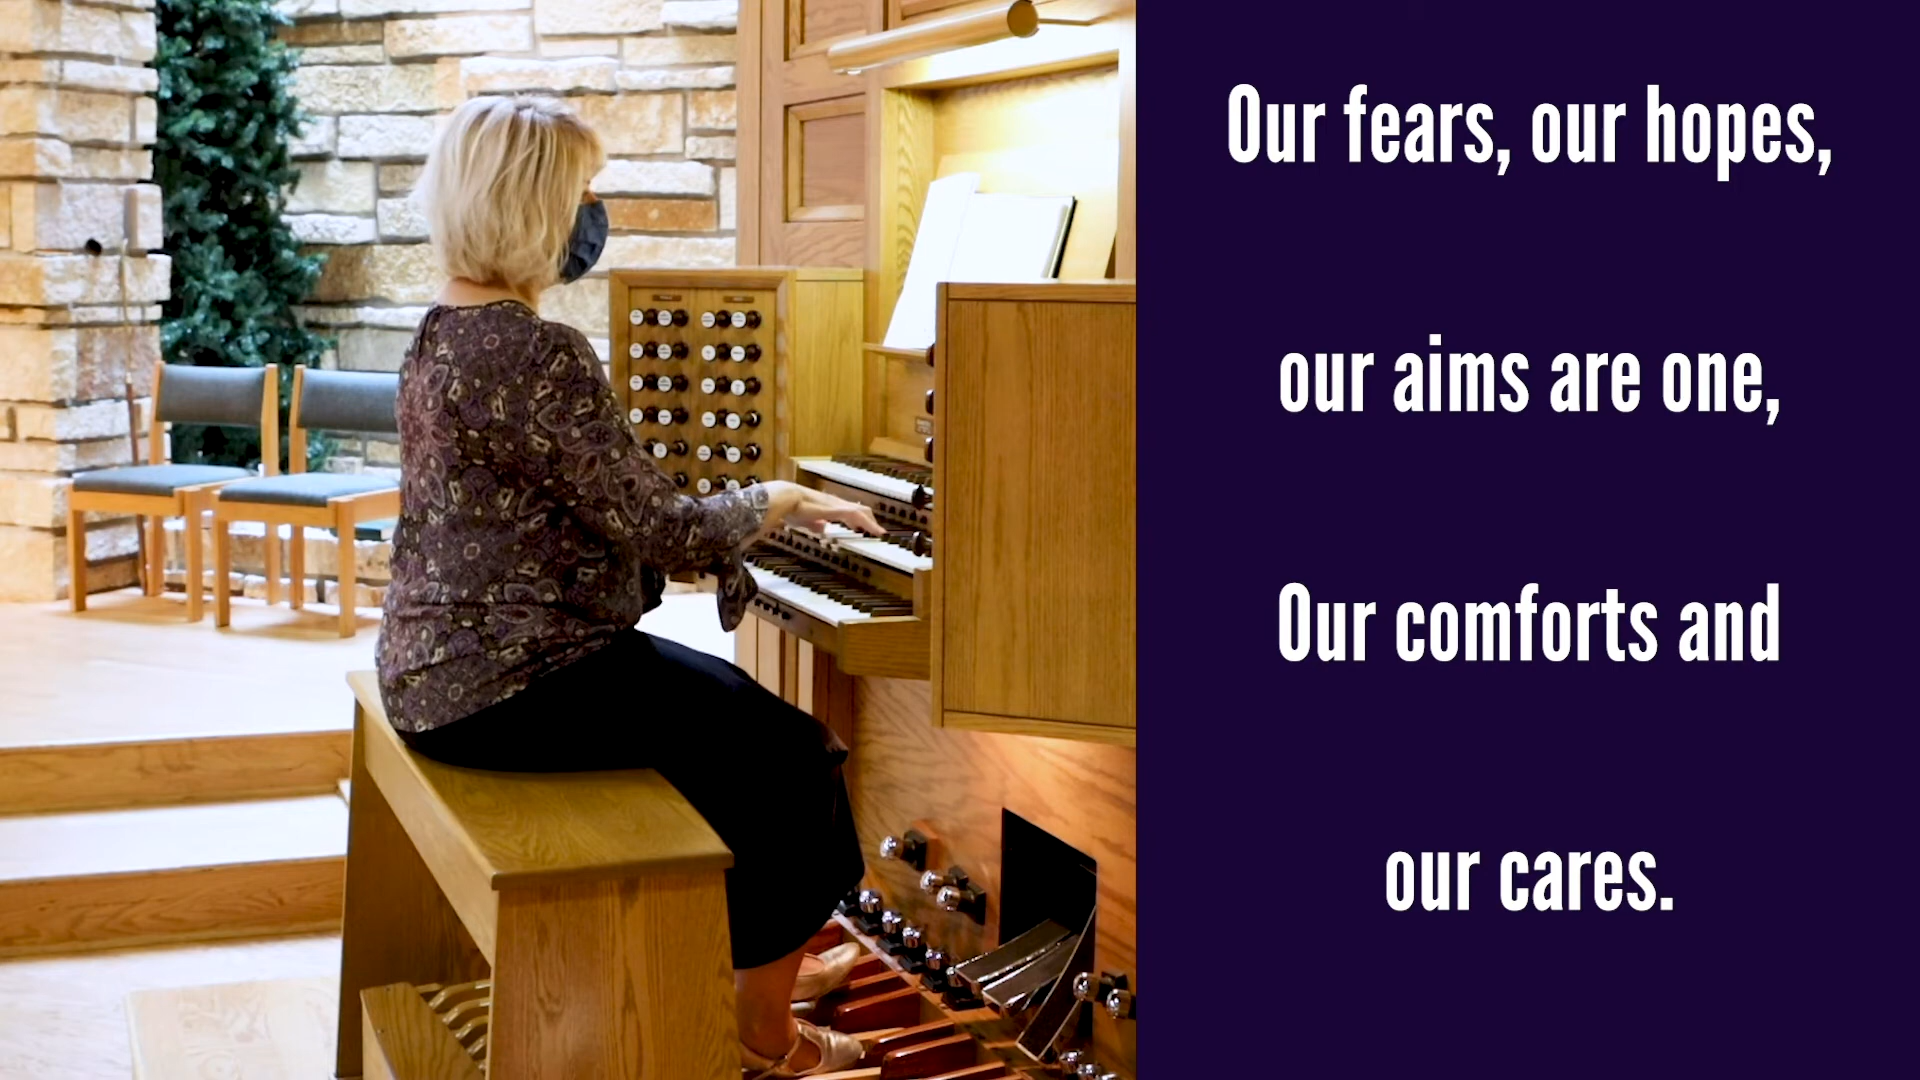 Our fears, our hopes,
our aims are one,
Our comforts and
our cares.